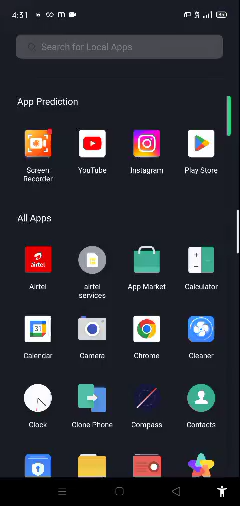 4:31
Search for Local Apps
App Prediction
Screen Recorder
YouTube
Instagram
Play Store
All Apps
airtel
Airtel
airtel services
App Market
Calculator
31
Calendar
Camera
Chrome
Cleaner
Clock
Clone Phone
Compass
Contacts